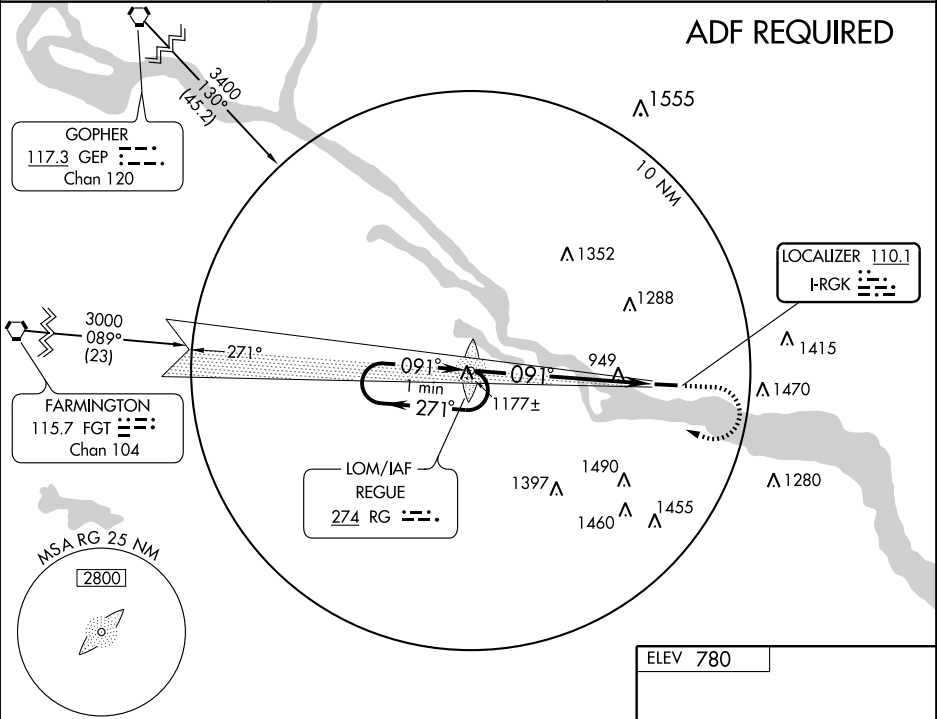 ADF REQUIRED
3400
130°
(45.2)
GOPHER
117.3 GEP
Chan 120
1555
10 NM
1352
LOCALIZER 110.1
I-RGK
1288
3000
089°
(23)
271°
949
1415
091°
091°
1 min
271°
1177±
1470
FARMINGTON
115.7 FGT
Chan 104
LOM/IAF
REGUE
274 RG
1397
1490
1280
1460
1455
MSA RG 25 NM
2800
ELEV 780